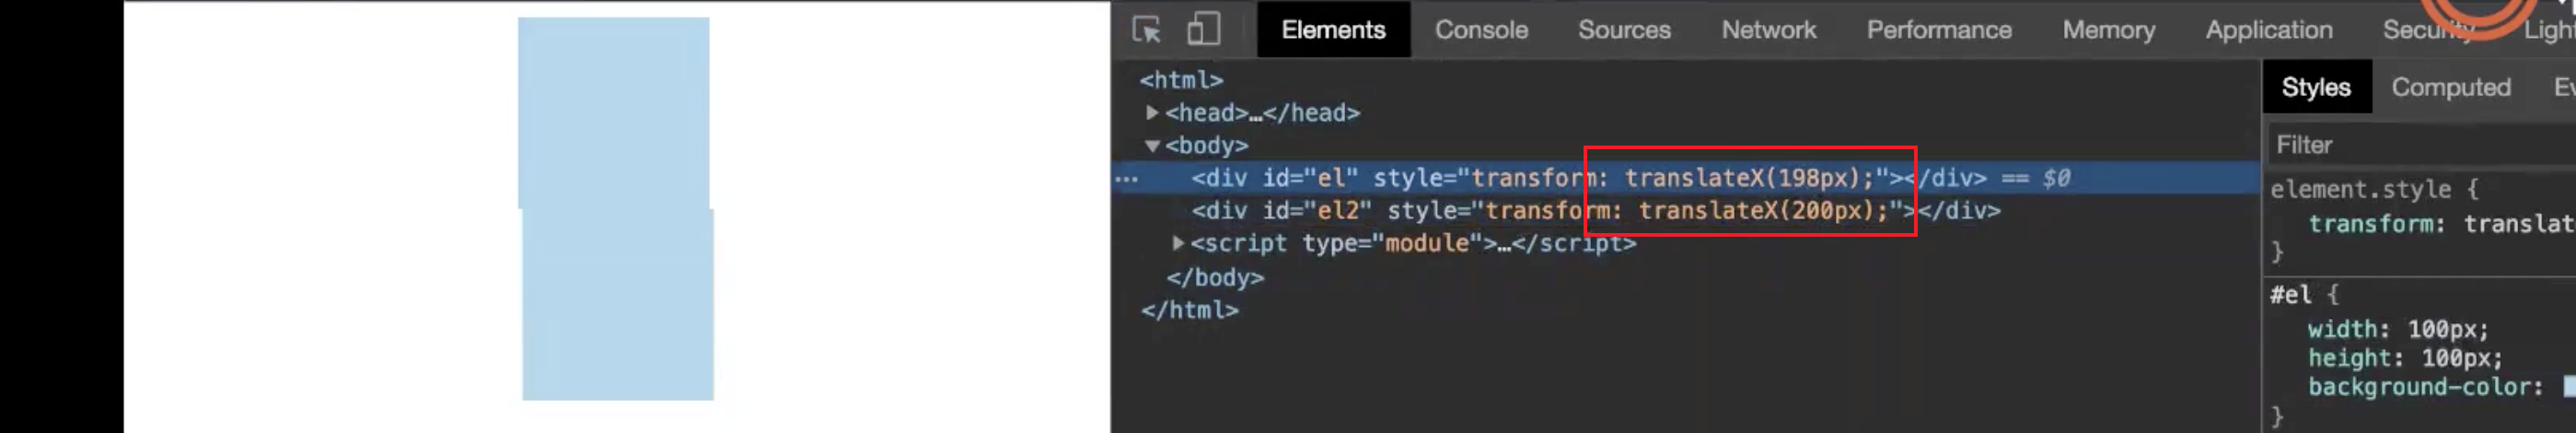 Elements Console Sources Network Performance Memory Application Security
<html>
<head>…</head>
<body>
… <div id="el" style="transform: translateX(198px);"></div> == $0
<div id="el2" style="transform: translateX(200px);"></div>
<script type="module">…</script>
</body>
</html>
Styles Computed
Filter
element.style {
transform: translat
}
#el {
width: 100px;
height: 100px;
background-color:
}